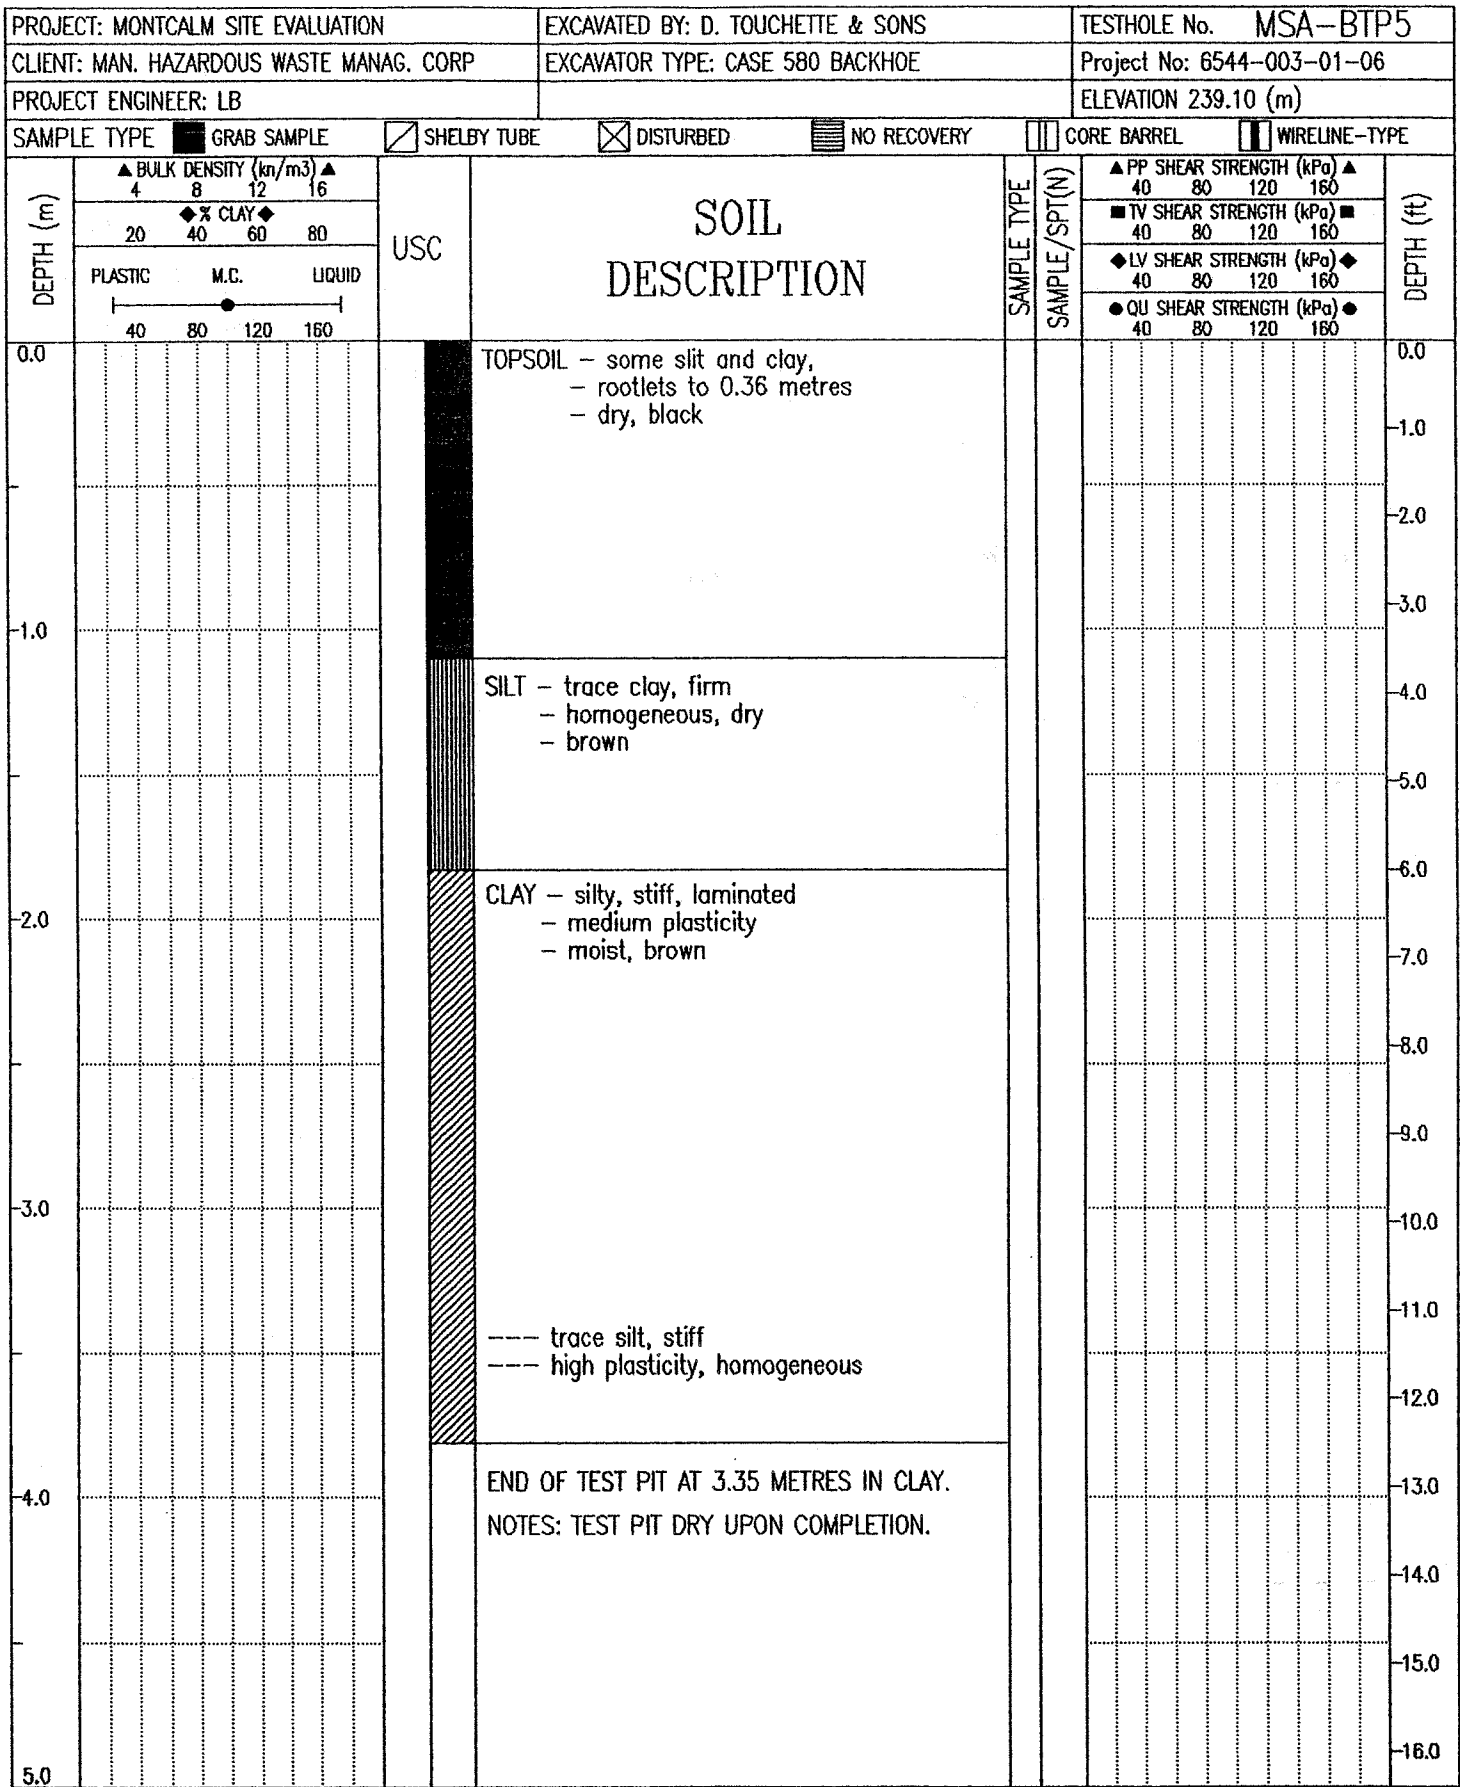 PROJECT: MONTCALM SITE EVALUATION
EXCAVATED BY: D. TOUCHETTE & SONS
TESTHOLE No. MSA-BTP5
CLIENT: MAN. HAZARDOUS WASTE MANAG. CORP
EXCAVATOR TYPE: CASE 580 BACKHOE
Project No: 6544-003-01-06
PROJECT ENGINEER: LB
ELEVATION 239.10 (m)
SAMPLE TYPE GRAB SAMPLE SHELBY TUBE DISTURBED NO RECOVERY CORE BARREL WIRELINE-TYPE
DEPTH (m)
▲ BULK DENSITY (kn/m3) ▲
4 8 12 16
◆ % CLAY ◆
20 40 60 80
PLASTIC M.C. LIQUID
40 80 120 160
USC
SOIL
DESCRIPTION
SAMPLE TYPE
SAMPLE/SPT(N)
▲ PP SHEAR STRENGTH (kPa) ▲
40 80 120 160
■ TV SHEAR STRENGTH (kPa) ■
40 80 120 160
◆ LV SHEAR STRENGTH (kPa) ◆
40 80 120 160
● QU SHEAR STRENGTH (kPa) ●
40 80 120 160
DEPTH (ft)
0.0
1.0
2.0
3.0
4.0
5.0
TOPSOIL – some slit and clay,
– rootlets to 0.36 metres
– dry, black
SILT – trace clay, firm
– homogeneous, dry
– brown
CLAY – silty, stiff, laminated
– medium plasticity
– moist, brown
--- trace silt, stiff
--- high plasticity, homogeneous
END OF TEST PIT AT 3.35 METRES IN CLAY.
NOTES: TEST PIT DRY UPON COMPLETION.
0.0
1.0
2.0
3.0
4.0
5.0
6.0
7.0
8.0
9.0
10.0
11.0
12.0
13.0
14.0
15.0
16.0